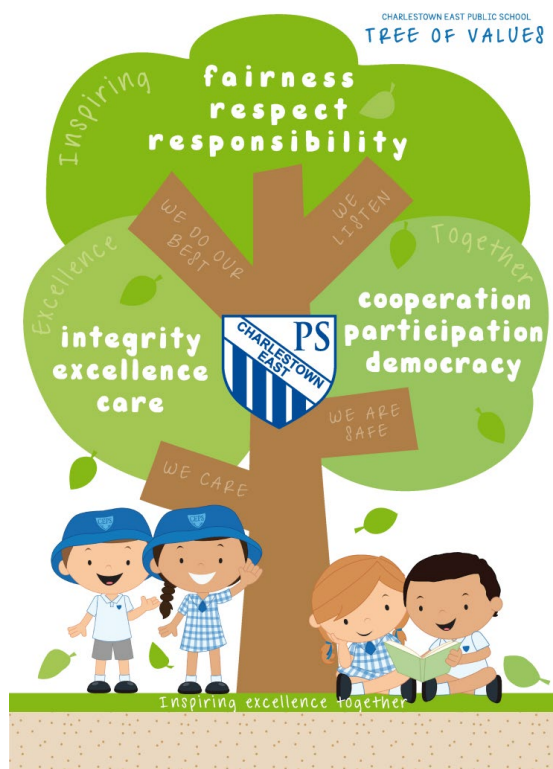 CHARLESTOWN EAST PUBLIC SCHOOL
TREE OF VALUES
Inspiring
fairness
respect
responsibility
WE DO OUR
BEST
WE
LISTEN
Excellence
Together
integrity
excellence
care
cooperation
participation
democracy
PS
CHARLESTOWN
EAST
WE ARE
SAFE
WE CARE
Inspiring excellence together